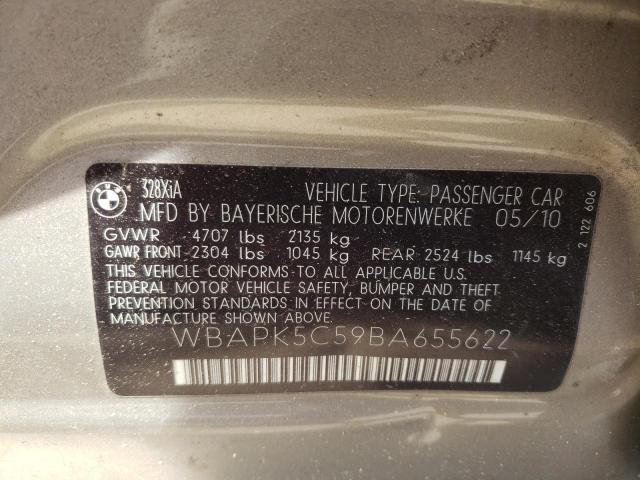 BMW
328XiA VEHICLE TYPE: PASSENGER CAR
MFD BY BAYERISCHE MOTORENWERKE 05/10
GVWR 4707 lbs 2135 kg
GAWR FRONT 2304 lbs 1045 kg REAR 2524 lbs 1145 kg
THIS VEHICLE CONFORMS TO ALL APPLICABLE U.S.
FEDERAL MOTOR VEHICLE SAFETY, BUMPER AND THEFT
PREVENTION STANDARDS IN EFFECT ON THE DATE OF
MANUFACTURE SHOWN ABOVE.
WBAPK5C59BA655622
2 122 606